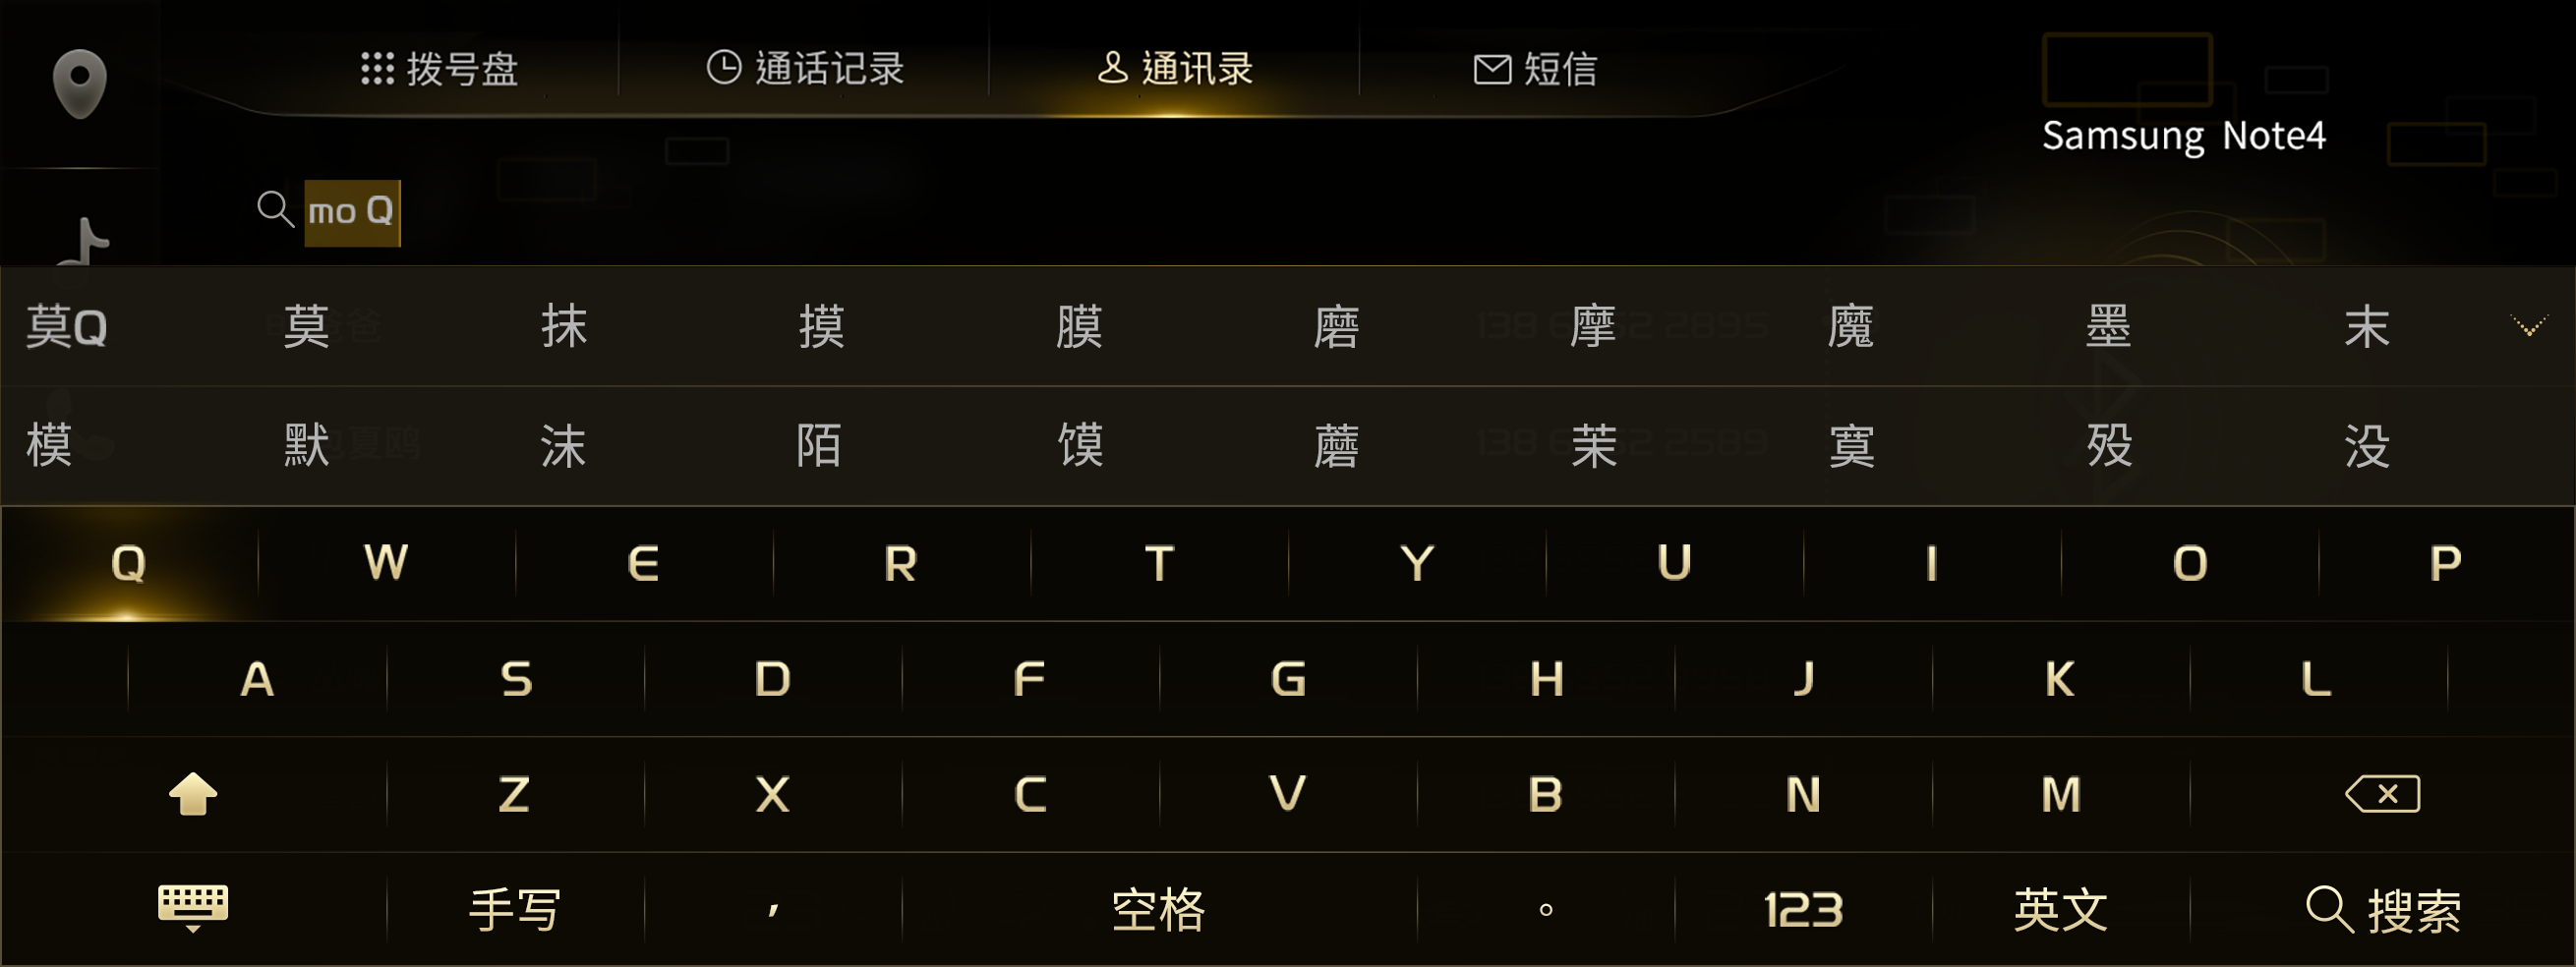 拨号盘 通话记录 通讯录 短信
Samsung Note4
mo Q
莫Q 莫 抹 摸 膜 磨 摩 魔 墨 末
模 默 沫 陌 馍 蘑 茉 寞 殁 没
Q W E R T Y U I O P
A S D F G H J K L
Z X C V B N M
手写 , 空格 。 123 英文 搜索